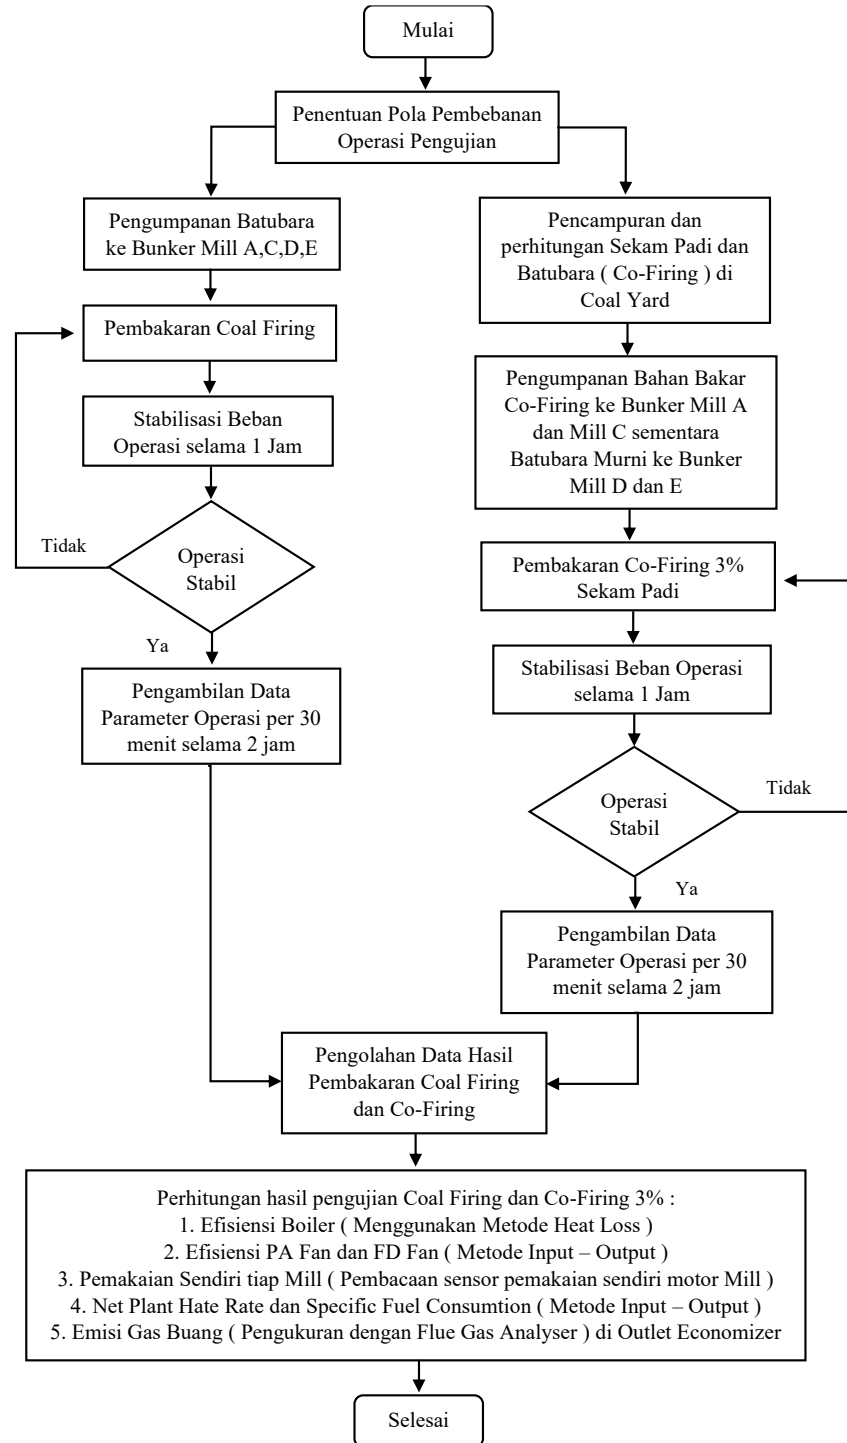 Mulai
Penentuan Pola Pembebanan
Operasi Pengujian
Pengumpanan Batubara
ke Bunker Mill A,C,D,E
Pembakaran Coal Firing
Stabilisasi Beban
Operasi selama 1 Jam
Tidak
Operasi
Stabil
Ya
Pengambilan Data
Parameter Operasi per 30
menit selama 2 jam
Pencampuran dan
perhitungan Sekam Padi dan
Batubara ( Co-Firing ) di
Coal Yard
Pengumpanan Bahan Bakar
Co-Firing ke Bunker Mill A
dan Mill C sementara
Batubara Murni ke Bunker
Mill D dan E
Pembakaran Co-Firing 3%
Sekam Padi
Stabilisasi Beban Operasi
selama 1 Jam
Operasi
Stabil
Tidak
Ya
Pengambilan Data
Parameter Operasi per 30
menit selama 2 jam
Pengolahan Data Hasil
Pembakaran Coal Firing
dan Co-Firing
Perhitungan hasil pengujian Coal Firing dan Co-Firing 3% :
1. Efisiensi Boiler ( Menggunakan Metode Heat Loss )
2. Efisiensi PA Fan dan FD Fan ( Metode Input – Output )
3. Pemakaian Sendiri tiap Mill ( Pembacaan sensor pemakaian sendiri motor Mill )
4. Net Plant Hate Rate dan Specific Fuel Consumtion ( Metode Input – Output )
5. Emisi Gas Buang ( Pengukuran dengan Flue Gas Analyser ) di Outlet Economizer
Selesai